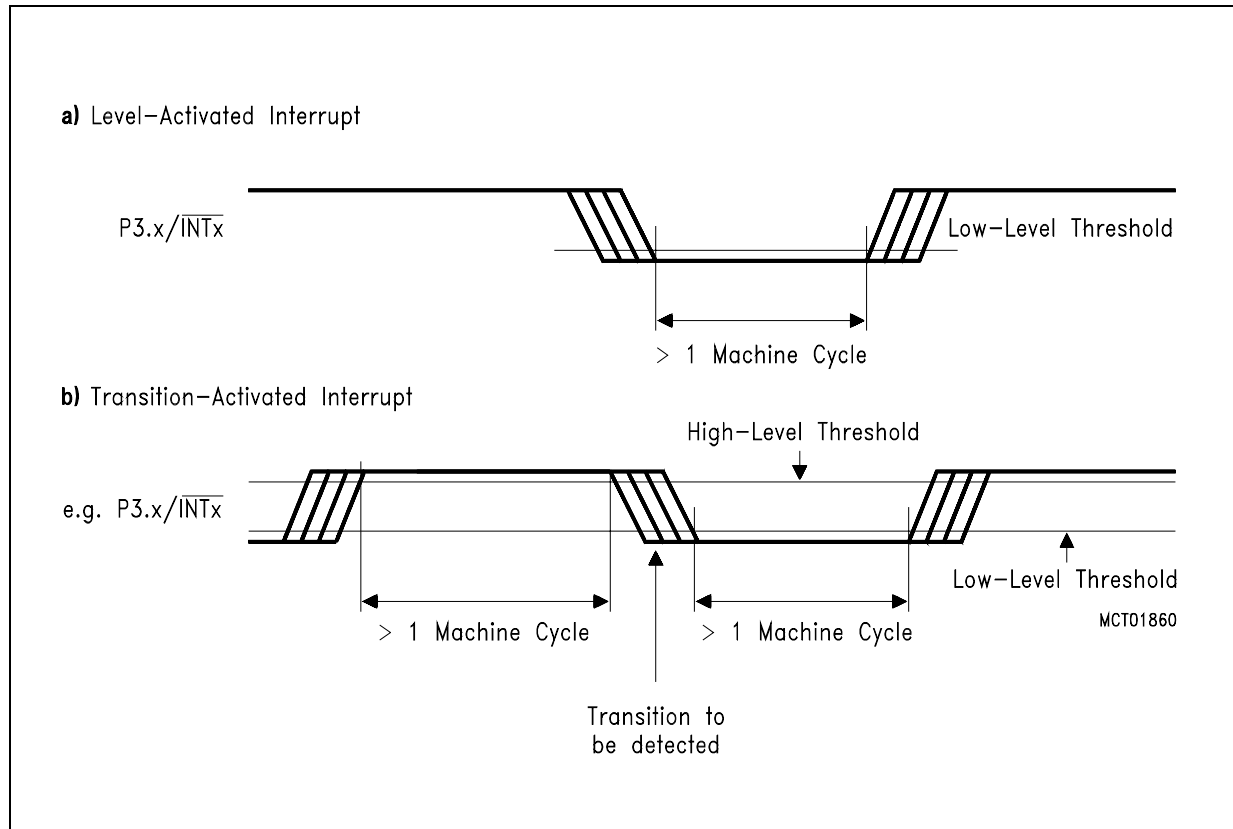 a) Level-Activated Interrupt
P3.x/INTx
Low-Level Threshold
> 1 Machine Cycle
b) Transition-Activated Interrupt
High-Level Threshold
e.g. P3.x/INTx
Low-Level Threshold
> 1 Machine Cycle
> 1 Machine Cycle
MCT01860
Transition to
be detected